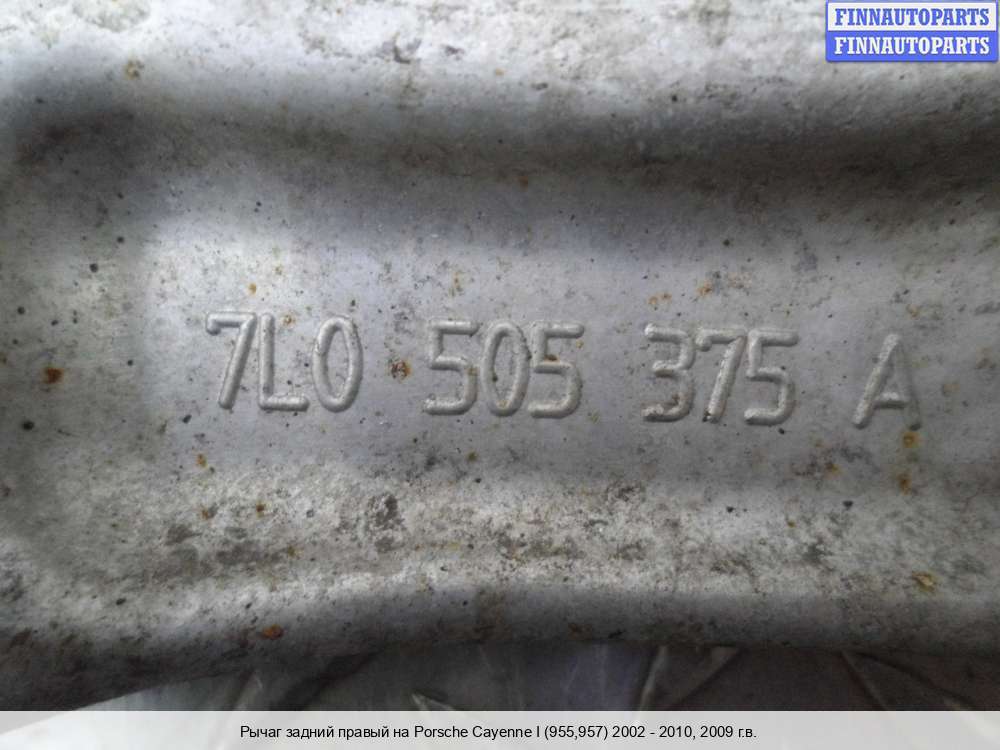 FINNAUTOPARTS
FINNAUTOPARTS
7L0 505 375 A
Рычаг задний правый на Porsche Cayenne I (955,957) 2002 - 2010, 2009 г.в.